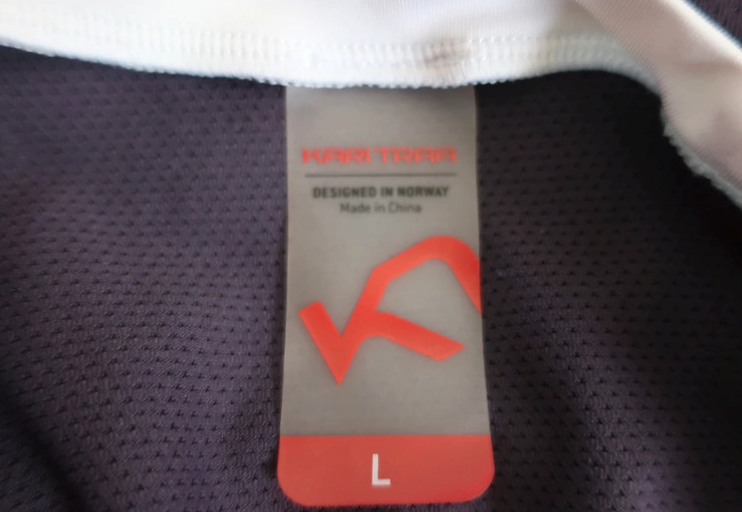 KARI TRAA
DESIGNED IN NORWAY
Made in China
L